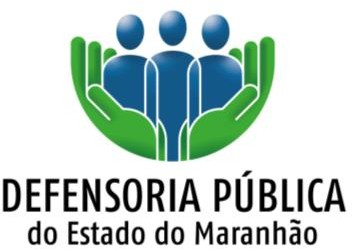 DEFENSORIA PÚBLICA
do Estado do Maranhão